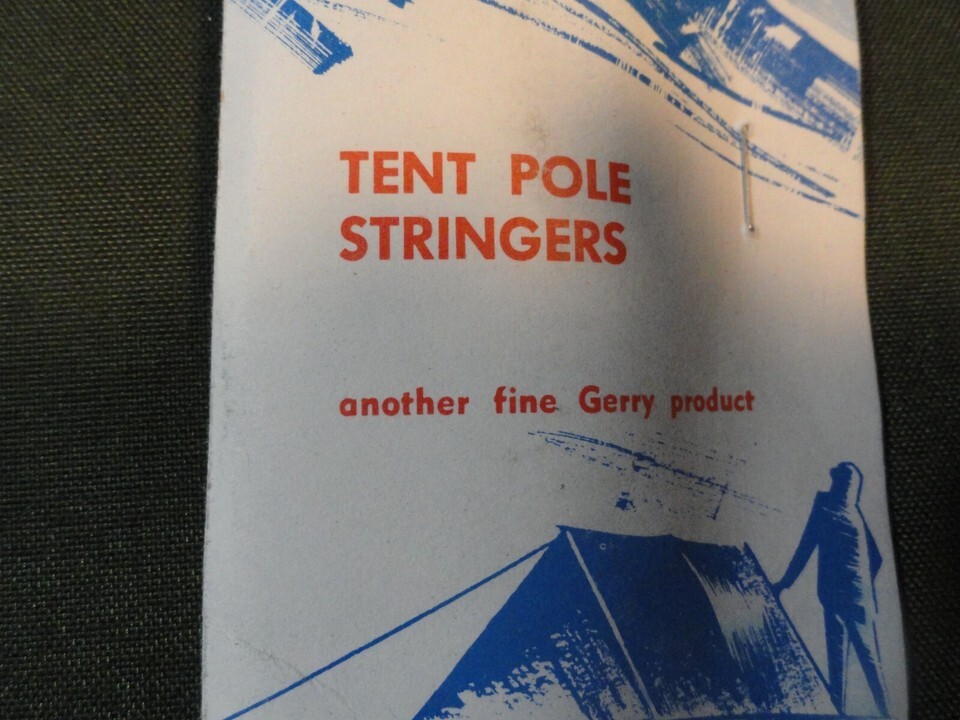 TENT POLE
STRINGERS
another fine Gerry product